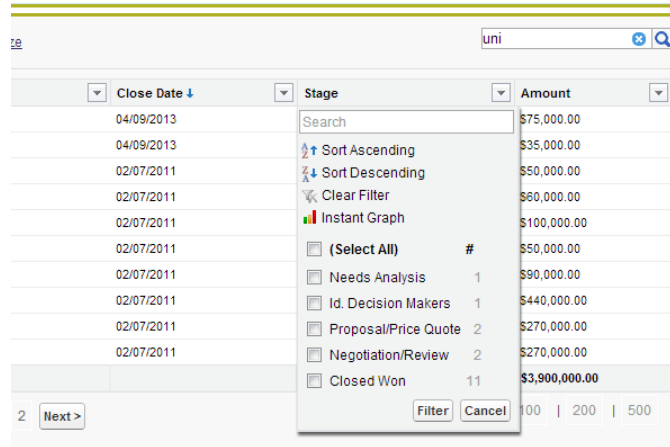 ze
uni
Close Date
Stage
Amount
04/09/2013
Search
$75,000.00
04/09/2013
Sort Ascending
$35,000.00
02/07/2011
Sort Descending
$50,000.00
02/07/2011
Clear Filter
$60,000.00
02/07/2011
Instant Graph
$100,000.00
02/07/2011
(Select All) #
$50,000.00
02/07/2011
Needs Analysis 1
$90,000.00
02/07/2011
Id. Decision Makers 1
$440,000.00
02/07/2011
Proposal/Price Quote 2
$270,000.00
02/07/2011
Negotiation/Review 2
$270,000.00
Closed Won 11
$3,900,000.00
2 Next >
Filter Cancel
100 | 200 | 500